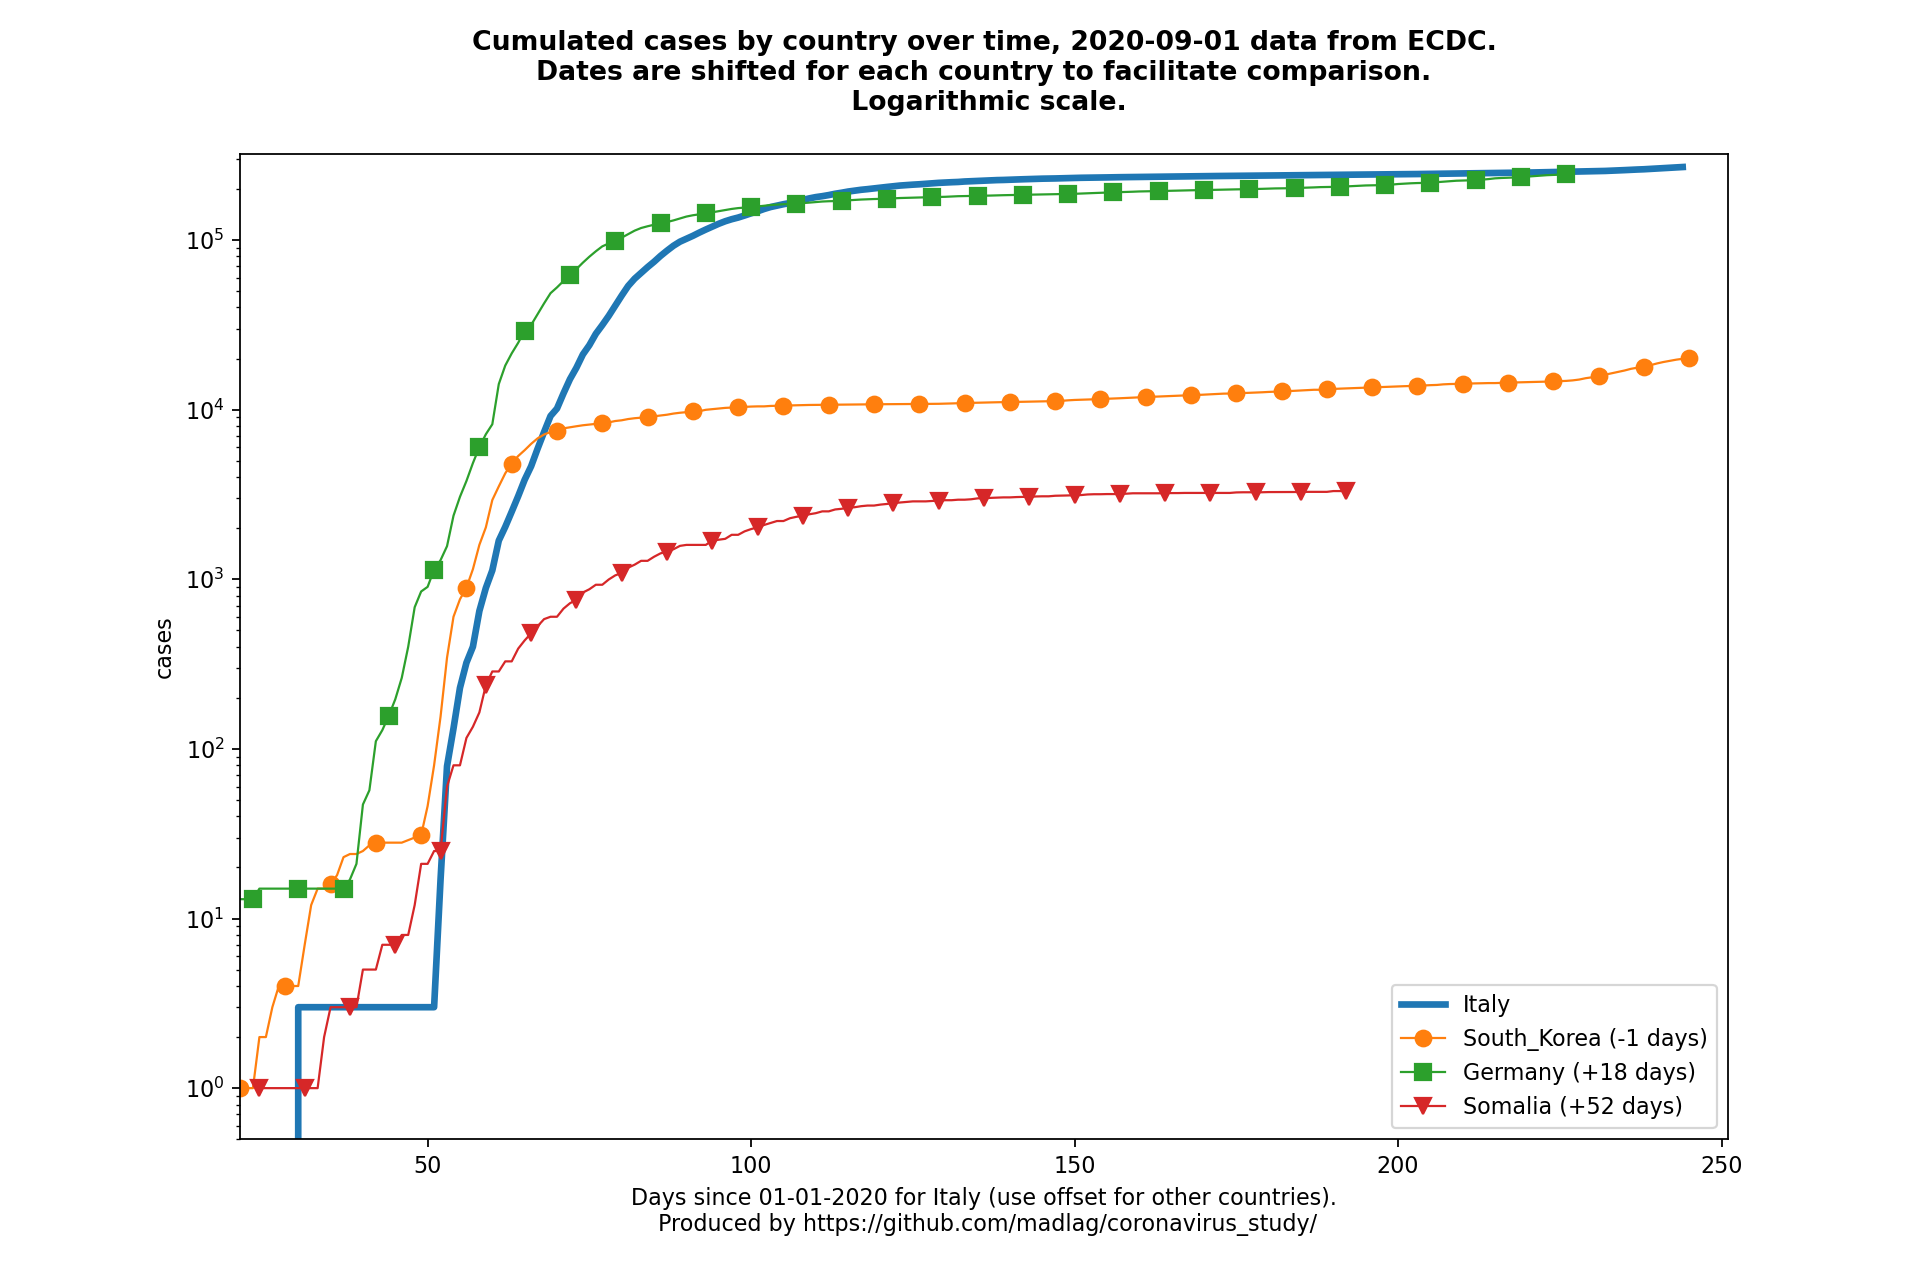 Cumulated cases by country over time, 2020-09-01 data from ECDC.
Dates are shifted for each country to facilitate comparison.
Logarithmic scale.
10^5
10^4
10^3
10^2
10^1
10^0
cases
Italy
South_Korea (-1 days)
Germany (+18 days)
Somalia (+52 days)
50 100 150 200 250
Days since 01-01-2020 for Italy (use offset for other countries).
Produced by https://github.com/madlag/coronavirus_study/